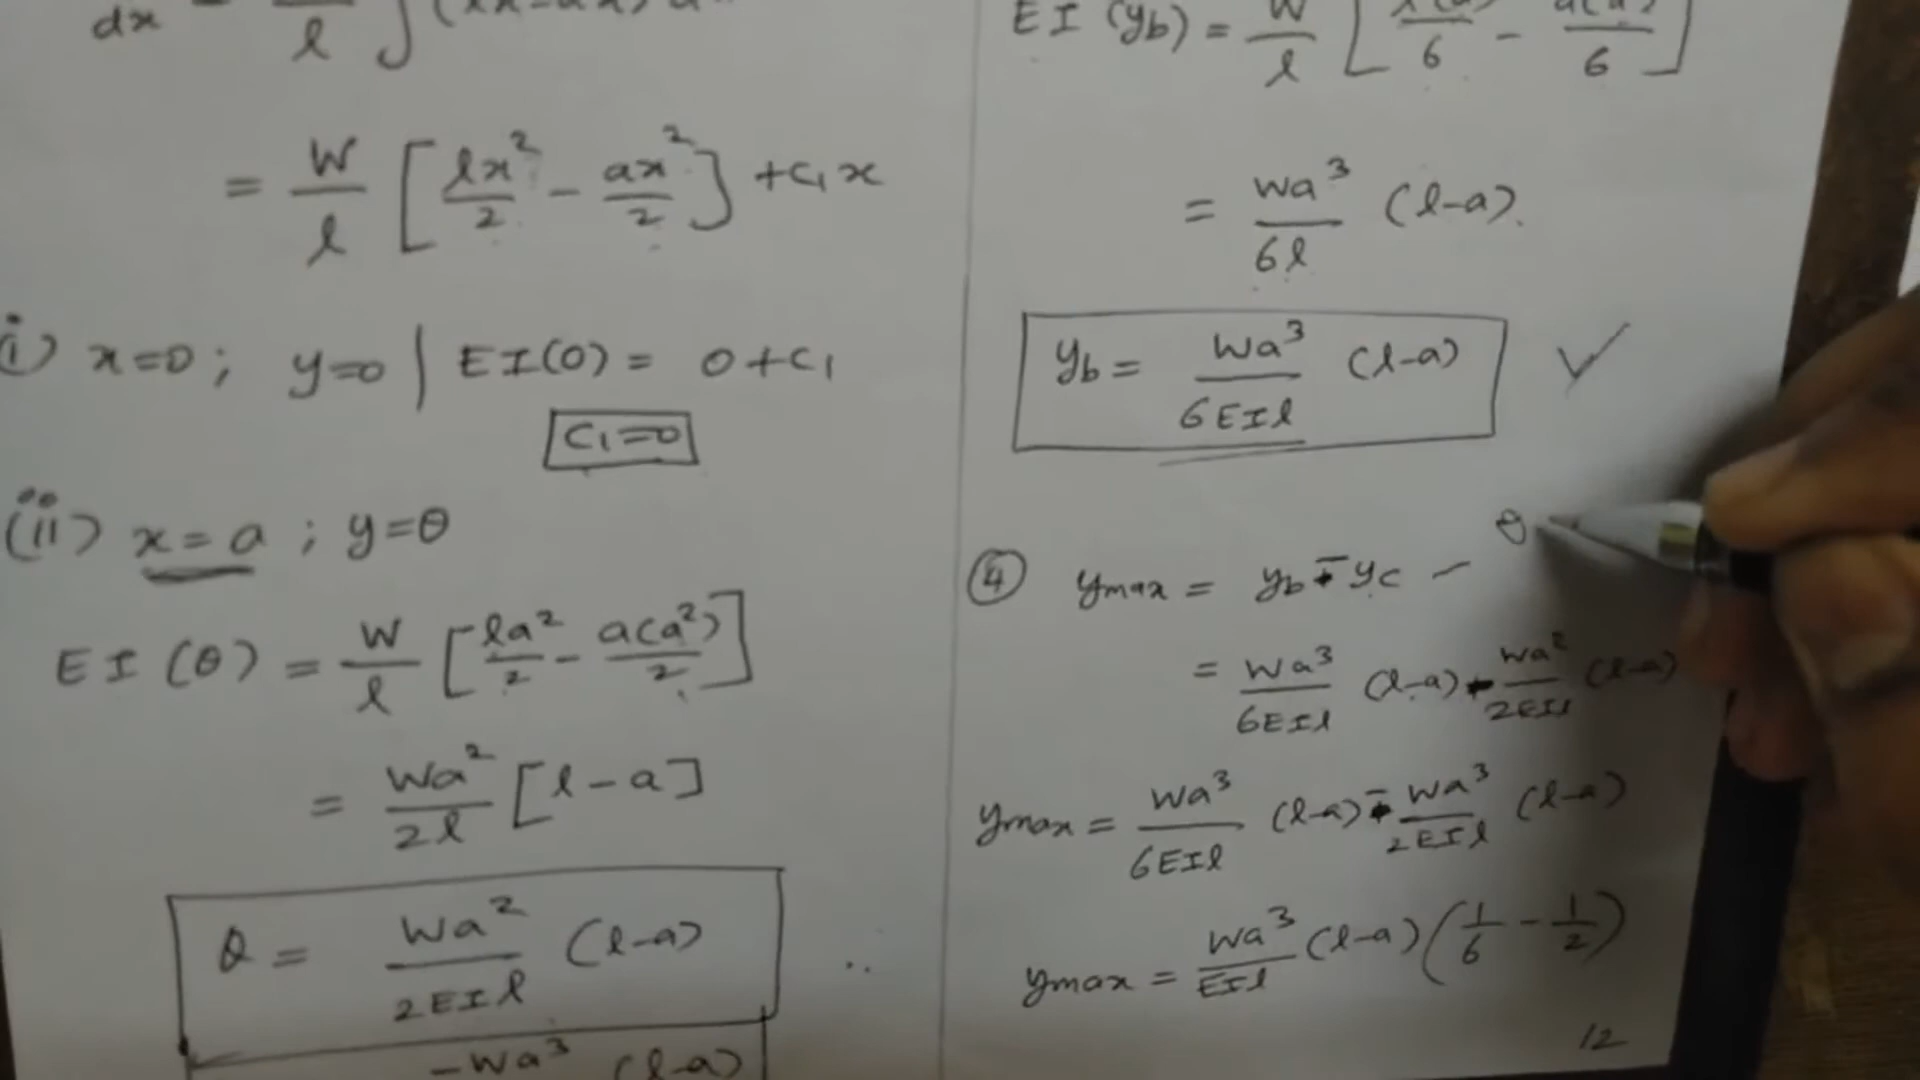 dx
l ∫
= W/l [lx²/2 - ax²/2] + c₁x
i) x=0; y=0 | EI(0) = 0+c₁
c₁=0
(ii) x=a ; y=θ
EI(θ) = W/l [la²/2 - a(a²)/2]
= Wa²/2l [l-a]
θ = Wa²/2EIl (l-a)
-Wa³ (l-a)
EI (yb) = W/l [ /6 - /6]
= Wa³/6l (l-a).
yb = Wa³/6EIl (l-a) ✓
④ ymax = yb - yc - θ
= Wa³/6EIl (l-a) - Wa²/2EIl (l-a)
ymax = Wa³/6EIl (l-a) - Wa³/2EIl (l-a)
ymax = Wa³/EIl (l-a) (1/6 - 1/2)
12